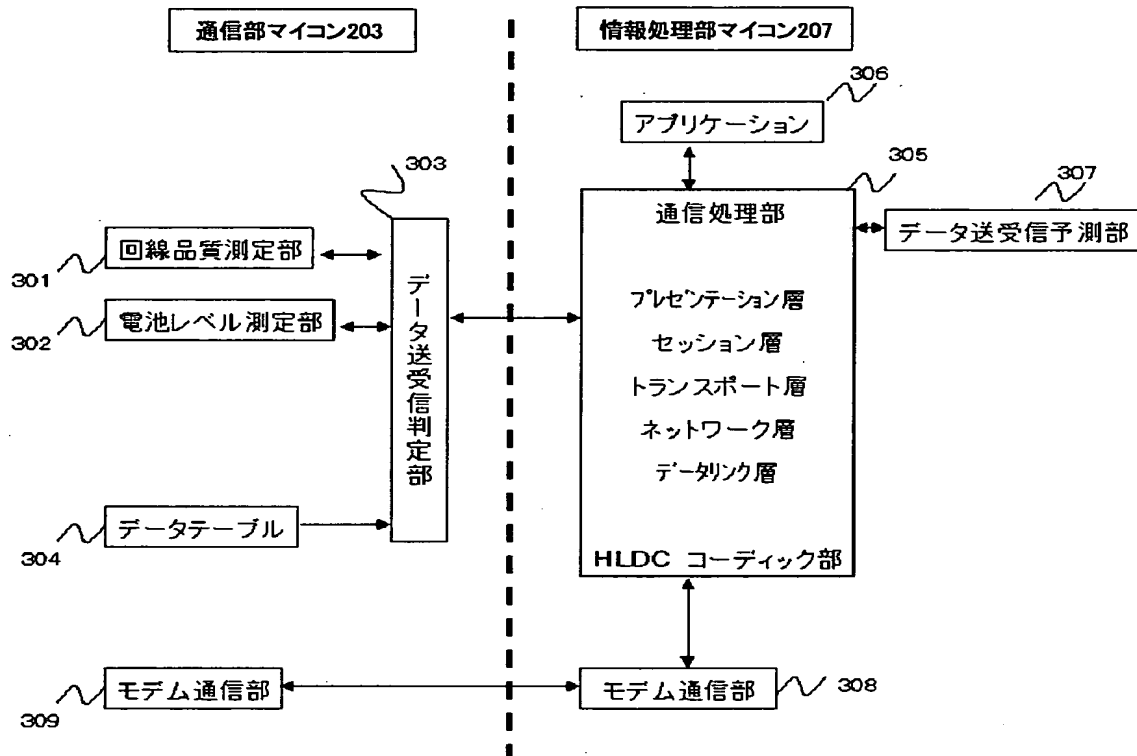 通信部マイコン203
情報処理部マイコン207
306
アプリケーション
303
305
307
通信処理部
データ送受信予測部
回線品質測定部
301
電池レベル測定部
302
データ送受信判定部
プレゼンテーション層
セッション層
トランスポート層
ネットワーク層
データリンク層
データテーブル
304
HLDC コーディック部
モデム通信部
309
モデム通信部
308